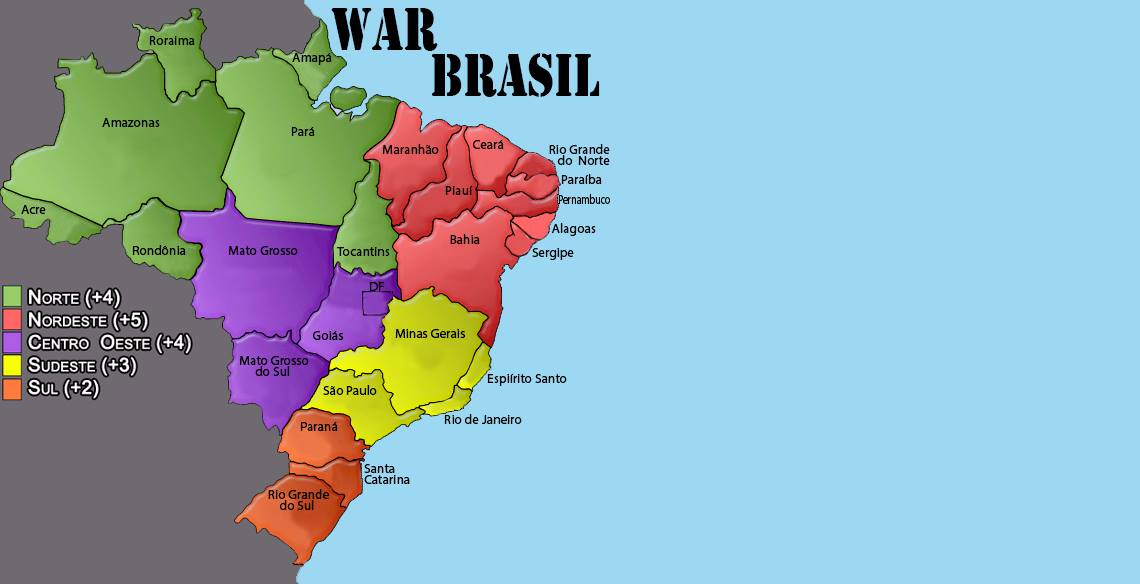 WAR
BRASIL
Roraima
Amapá
Amazonas
Pará
Maranhão
Ceará
Rio Grande
do Norte
Paraíba
Piauí
Pernambuco
Acre
Alagoas
Bahia
Sergipe
Rondônia
Mato Grosso
Tocantins
DF
Norte (+4)
Nordeste (+5)
Centro Oeste (+4)
Sudeste (+3)
Sul (+2)
Goiás
Minas Gerais
Mato Grosso
do Sul
Espiŕito Santo
São Paulo
Rio de Janeiro
Paraná
Santa
Catarina
Rio Grande
do Sul